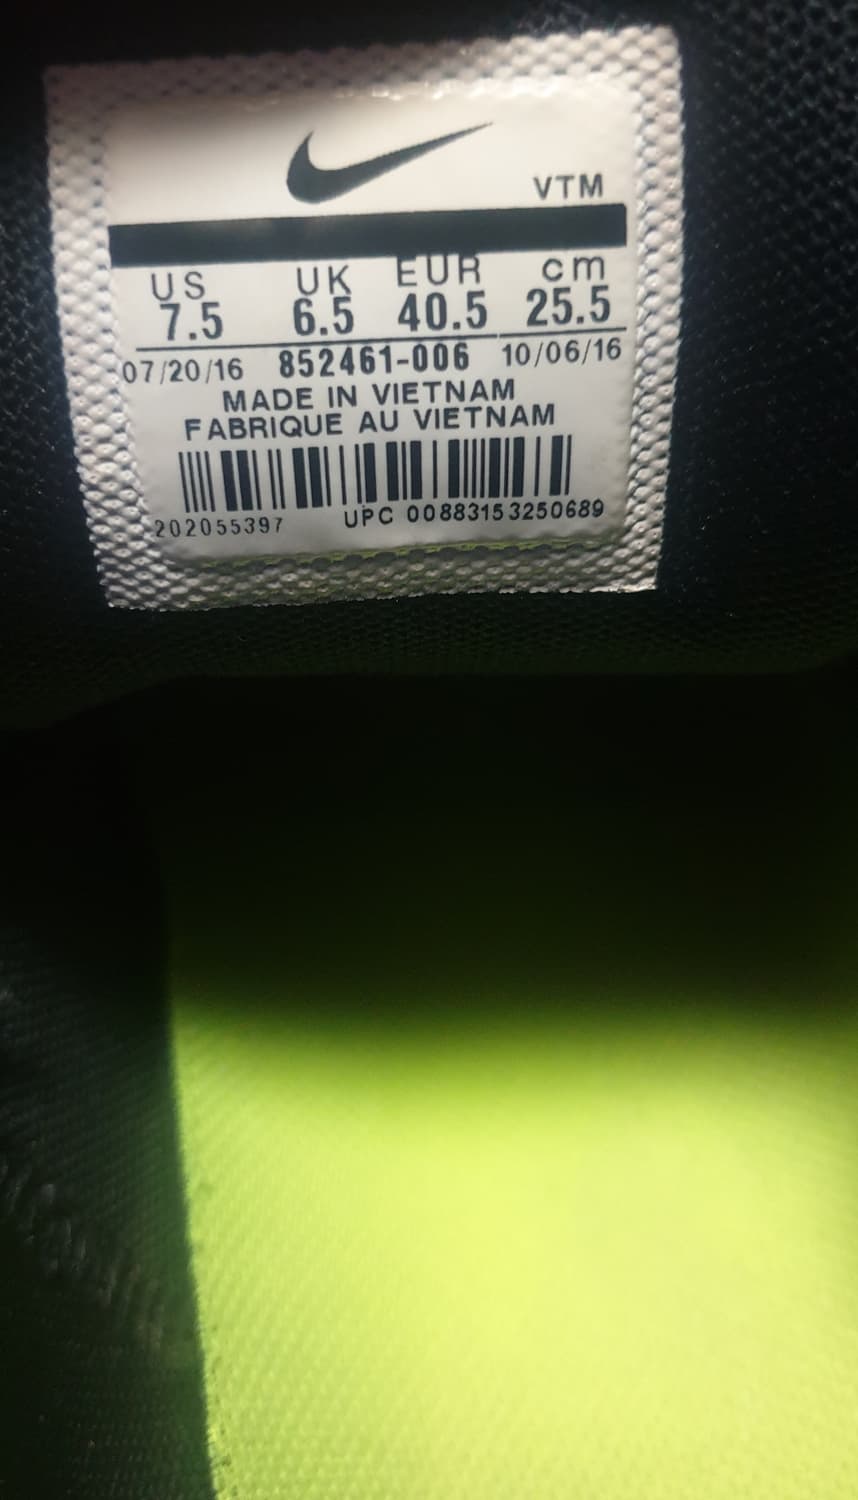 VTM
US UK EUR cm
7.5 6.5 40.5 25.5
07/20/16 852461-006 10/06/16
MADE IN VIETNAM
FABRIQUE AU VIETNAM
202055397 UPC 00883153250689